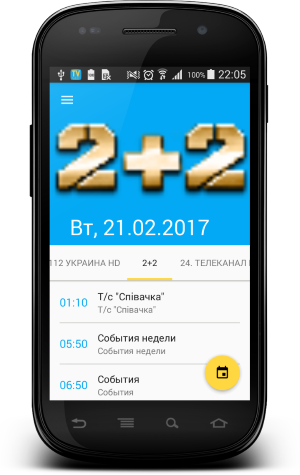 TV 100% 22:05
2+2
Вт, 21.02.2017
112 УКРАИНА HD 2+2 24. ТЕЛЕКАНАЛ
01:10 Т/с "Співачка"
Т/с "Співачка"
05:50 События недели
События недели
06:50 События
События